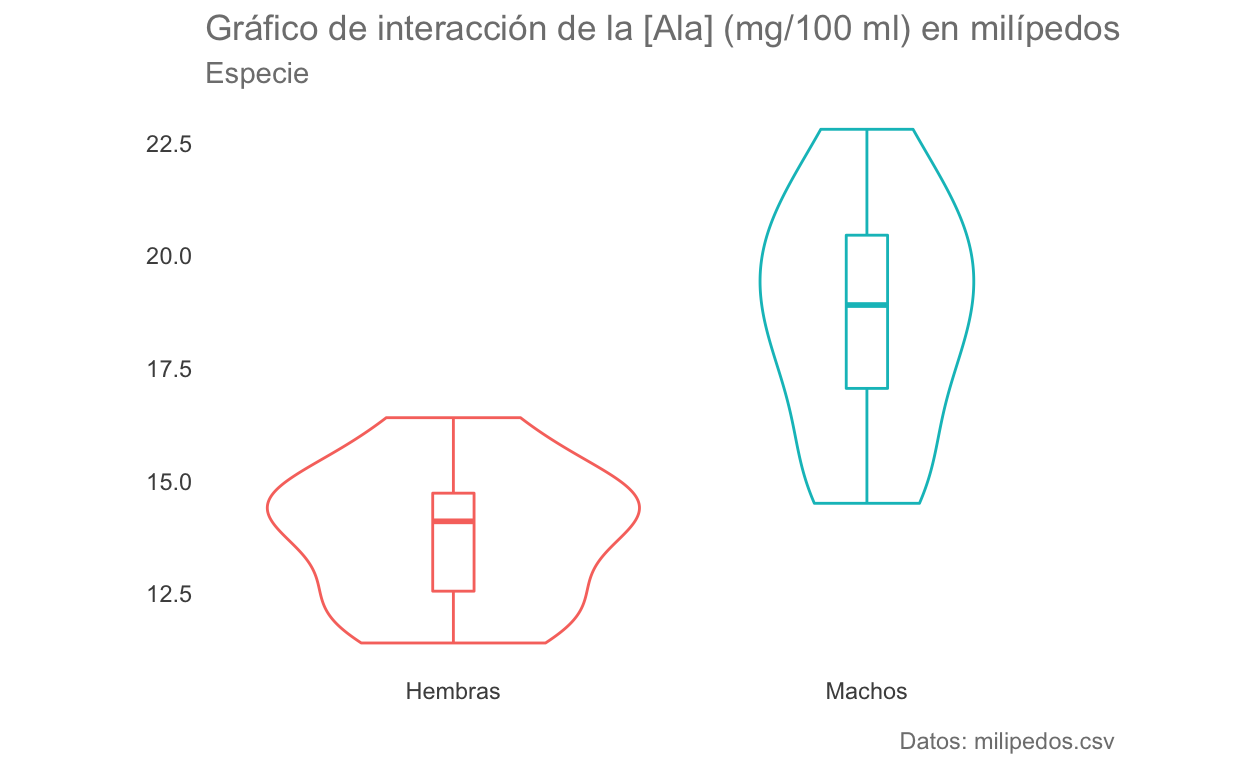 Gráfico de interacción de la [Ala] (mg/100 ml) en milípedos
Especie
22.5
20.0
17.5
15.0
12.5
Hembras
Machos
Datos: milipedos.csv